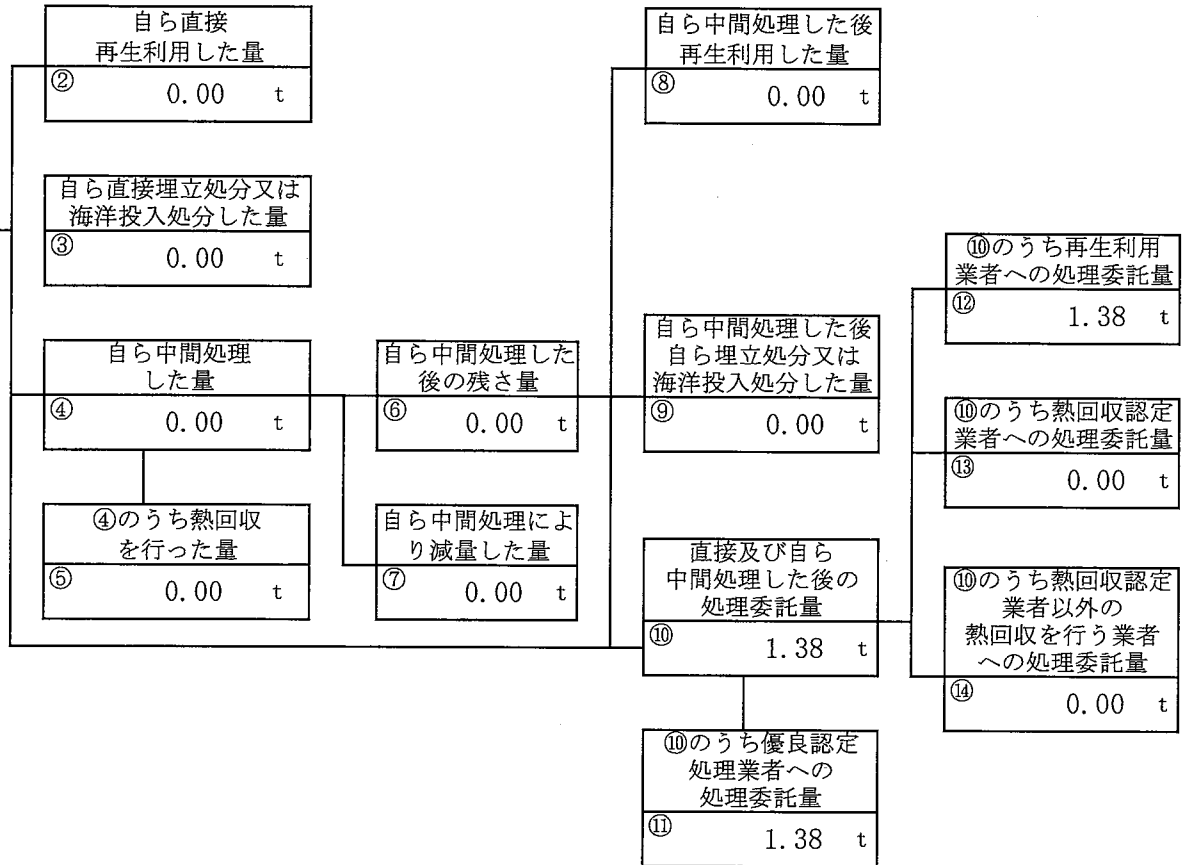 自ら直接
再生利用した量
② 0.00 t
自ら直接埋立処分又は
海洋投入処分した量
③ 0.00 t
自ら中間処理
した量
④ 0.00 t
④のうち熱回収
を行った量
⑤ 0.00 t
自ら中間処理した
後の残さ量
⑥ 0.00 t
自ら中間処理によ
り減量した量
⑦ 0.00 t
自ら中間処理した後
再生利用した量
⑧ 0.00 t
自ら中間処理した後
自ら埋立処分又は
海洋投入処分した量
⑨ 0.00 t
直接及び自ら
中間処理した後の
処理委託量
⑩ 1.38 t
⑩のうち優良認定
処理業者への
処理委託量
⑪ 1.38 t
⑩のうち再生利用
業者への処理委託量
⑫ 1.38 t
⑩のうち熱回収認定
業者への処理委託量
⑬ 0.00 t
⑩のうち熱回収認定
業者以外の
熱回収を行う業者
への処理委託量
⑭ 0.00 t